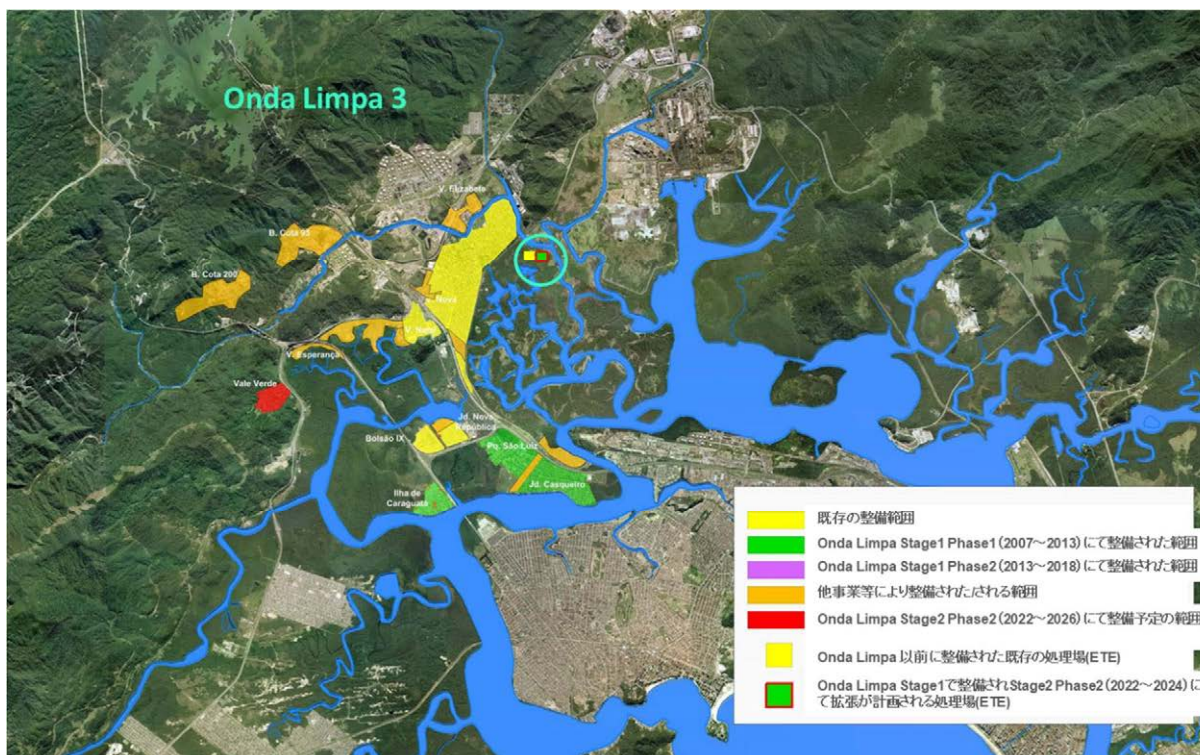 Onda Limpa 3
V. Elizabete
B. Cota 95
B. Cota 200
Nova
V. Natal
V. Esperança
Vale Verde
Jd. Nova
República
Bolsão IX
Pq. São Luiz
Jd. Casqueiro
Ilha de
Caraguatá
既存の整備範囲
Onda Limpa Stage1 Phase1(2007～2013)にて整備された範囲
Onda Limpa Stage1 Phase2(2013～2018)にて整備された範囲
他事業等により整備された/される範囲
Onda Limpa Stage2 Phase2(2022～2026)にて整備予定の範囲
Onda Limpa 以前に整備された既存の処理場(ETE)
Onda Limpa Stage1で整備されStage2 Phase2(2022～2024)に
て拡張が計画される処理場(ETE)